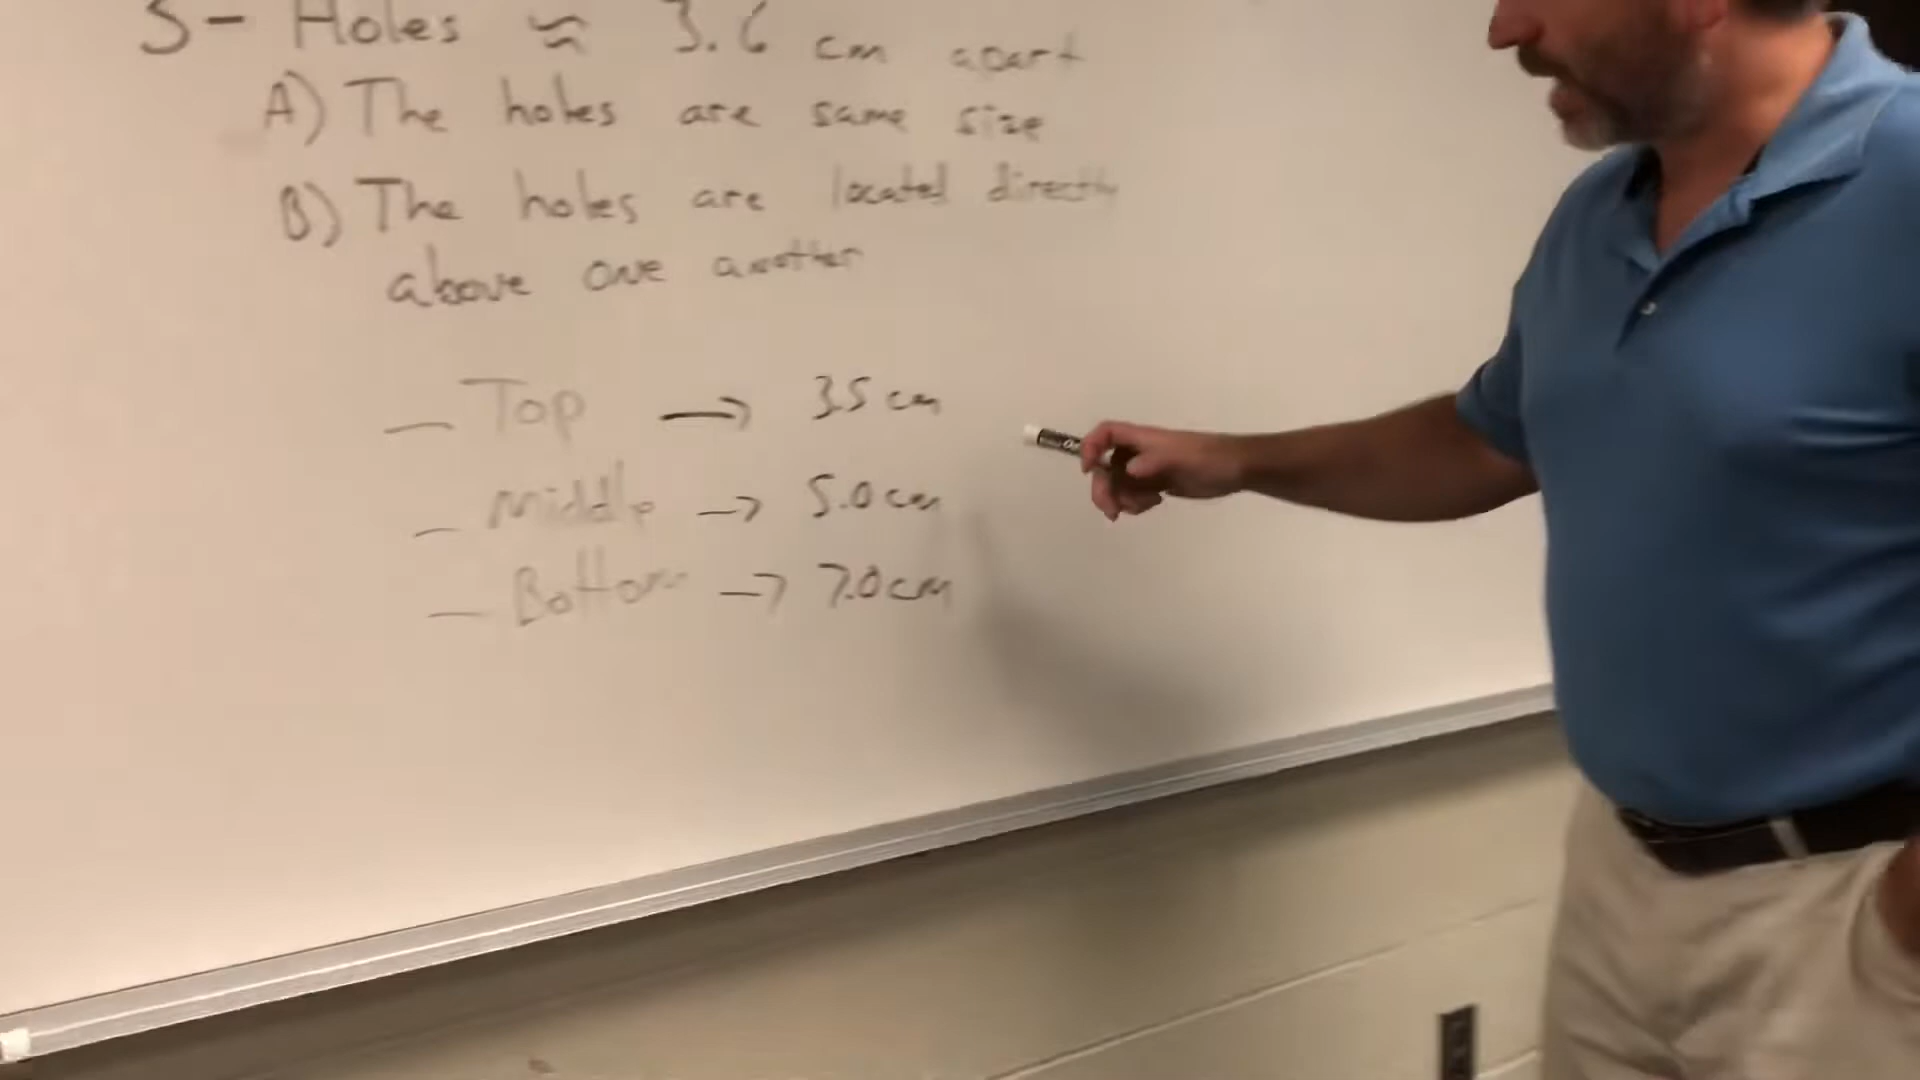 3- Holes ≈ 3.6 cm apart
A) The holes are same size
B) The holes are located directly
above one another
— Top → 3.5 cm
— Middle → 5.0 cm
— Bottom → 7.0 cm